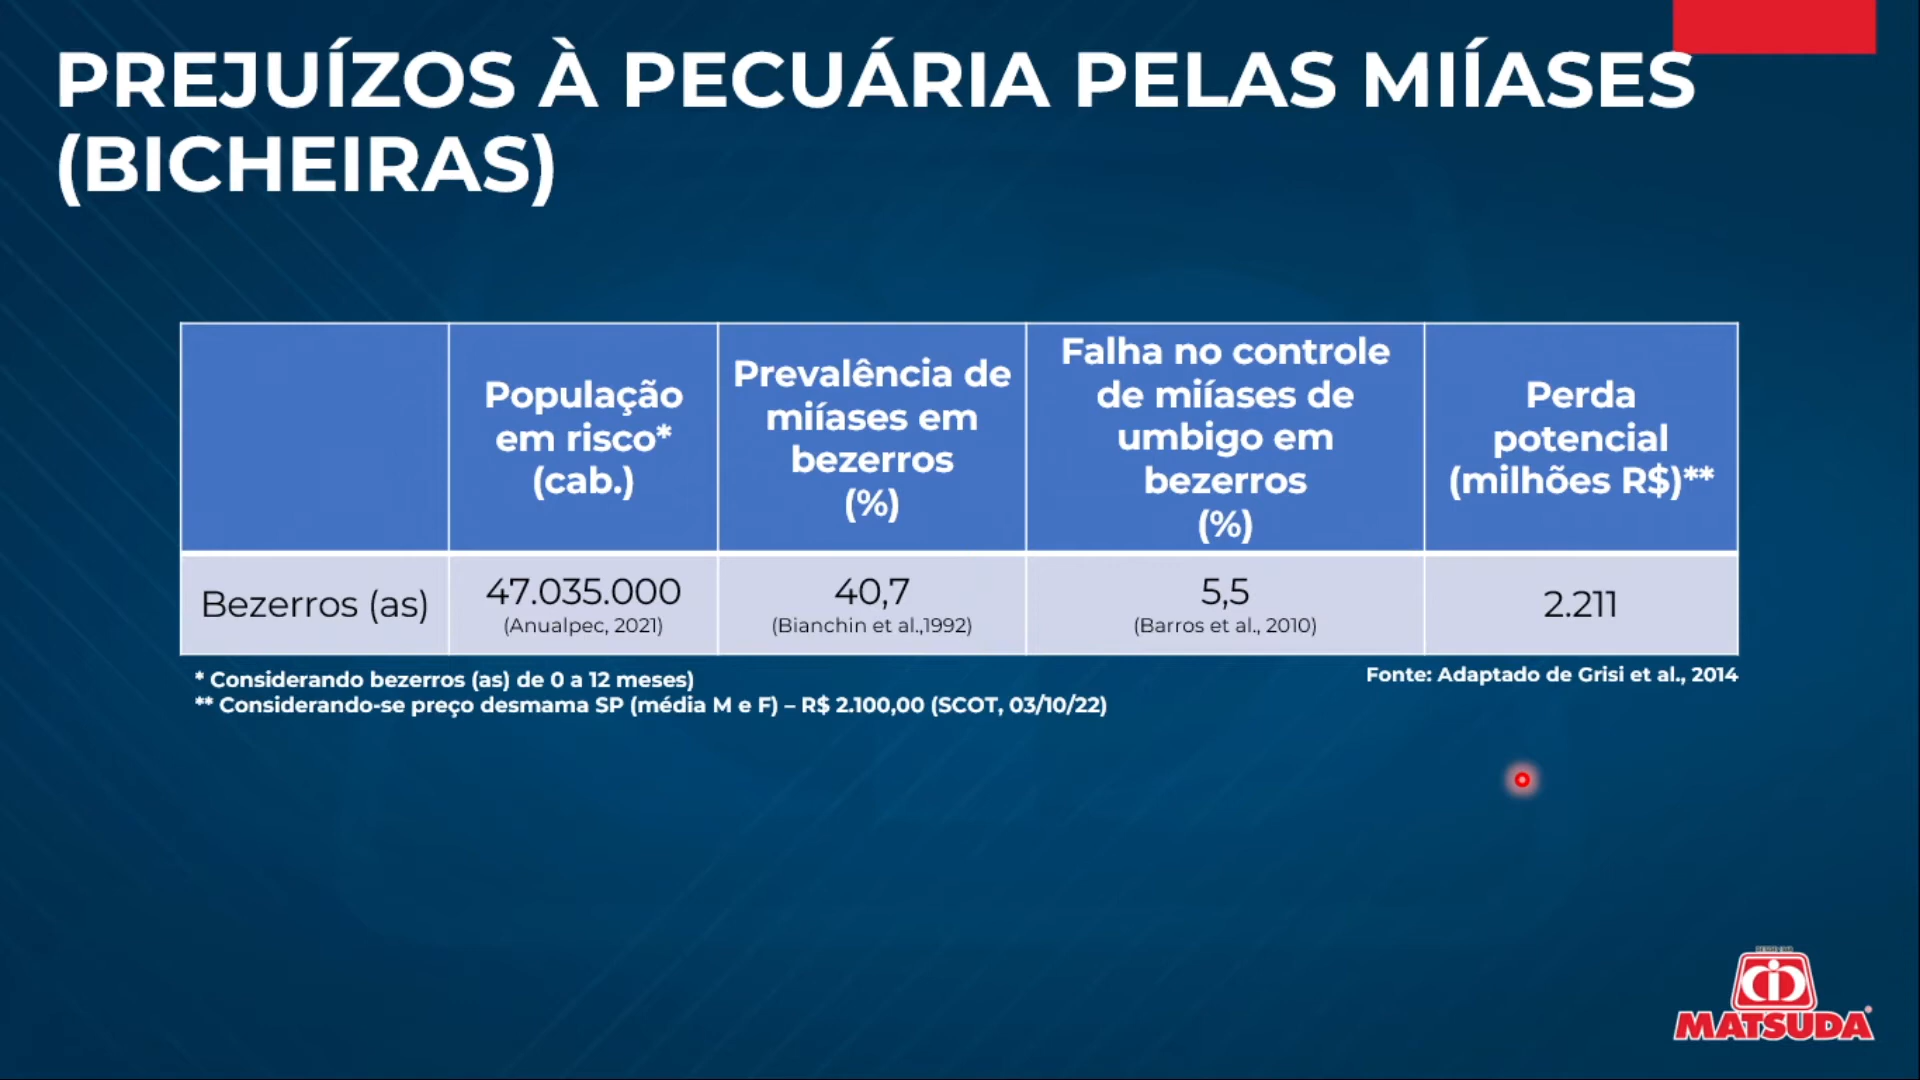 PREJUÍZOS À PECUÁRIA PELAS MIÍASES
(BICHEIRAS)
População
em risco*
(cab.)
Prevalência de
miíases em
bezerros
(%)
Falha no controle
de miíases de
umbigo em
bezerros
(%)
Perda
potencial
(milhões R$)**
Bezerros (as)
47.035.000
(Anualpec, 2021)
40,7
(Bianchin et al.,1992)
5,5
(Barros et al., 2010)
2.211
* Considerando bezerros (as) de 0 a 12 meses)
** Considerando-se preço desmama SP (média M e F) – R$ 2.100,00 (SCOT, 03/10/22)
Fonte: Adaptado de Grisi et al., 2014
MATSUDA